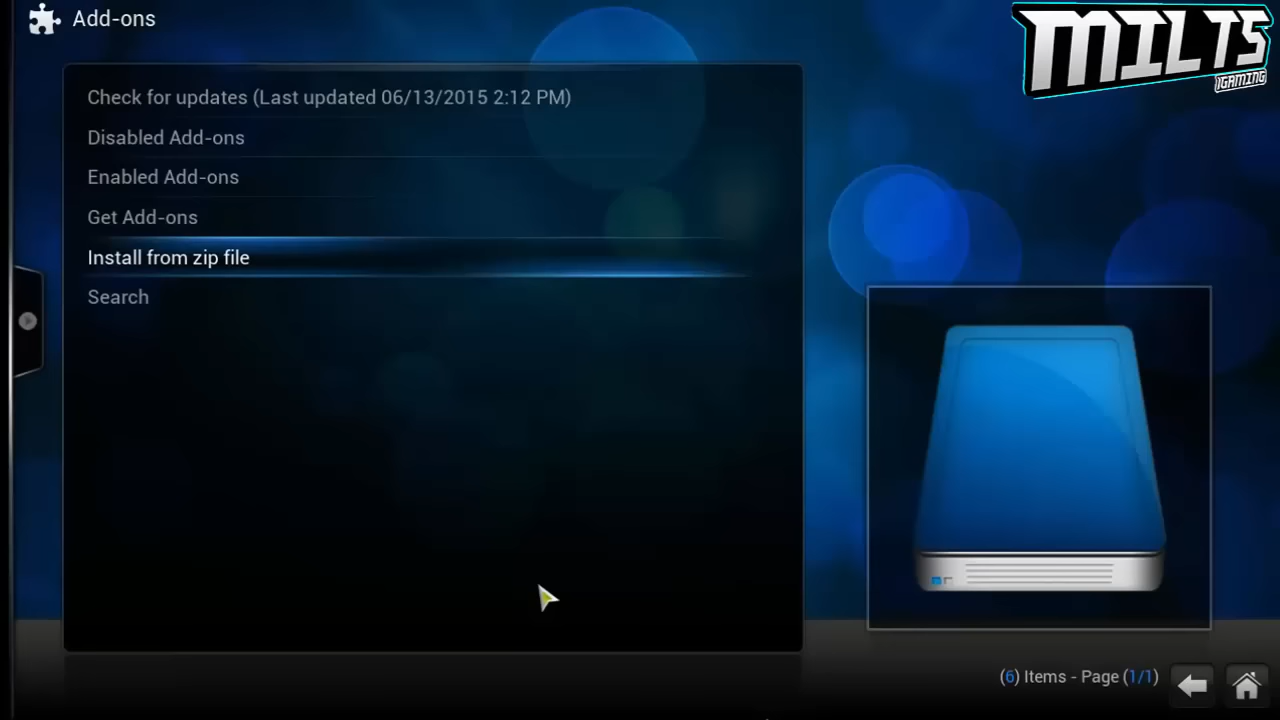 Add-ons
MILTS
1GAMING
Check for updates (Last updated 06/13/2015 2:12 PM)
Disabled Add-ons
Enabled Add-ons
Get Add-ons
Install from zip file
Search
(6) Items - Page (1/1)